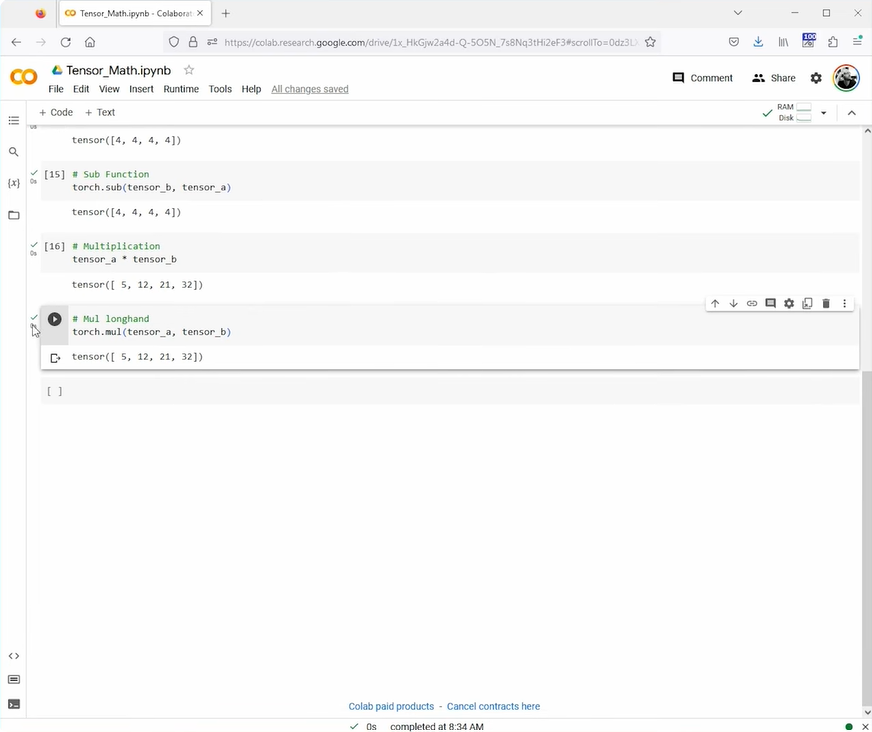 Tensor_Math.ipynb - Colaborat
https://colab.research.google.com/drive/1x_HkGjw2a4d-Q-5O5N_7s8Nq3tHi2eF3#scrollTo=0dz3L
100
Tensor_Math.ipynb
Comment
Share
File Edit View Insert Runtime Tools Help All changes saved
+ Code + Text
RAM
Disk
0s
tensor([4, 4, 4, 4])
[15] # Sub Function
0s
torch.sub(tensor_b, tensor_a)
tensor([4, 4, 4, 4])
[16] # Multiplication
0s
tensor_a * tensor_b
tensor([ 5, 12, 21, 32])
# Mul longhand
torch.mul(tensor_a, tensor_b)
tensor([ 5, 12, 21, 32])
[ ]
{x}
Colab paid products - Cancel contracts here
0s completed at 8:34 AM